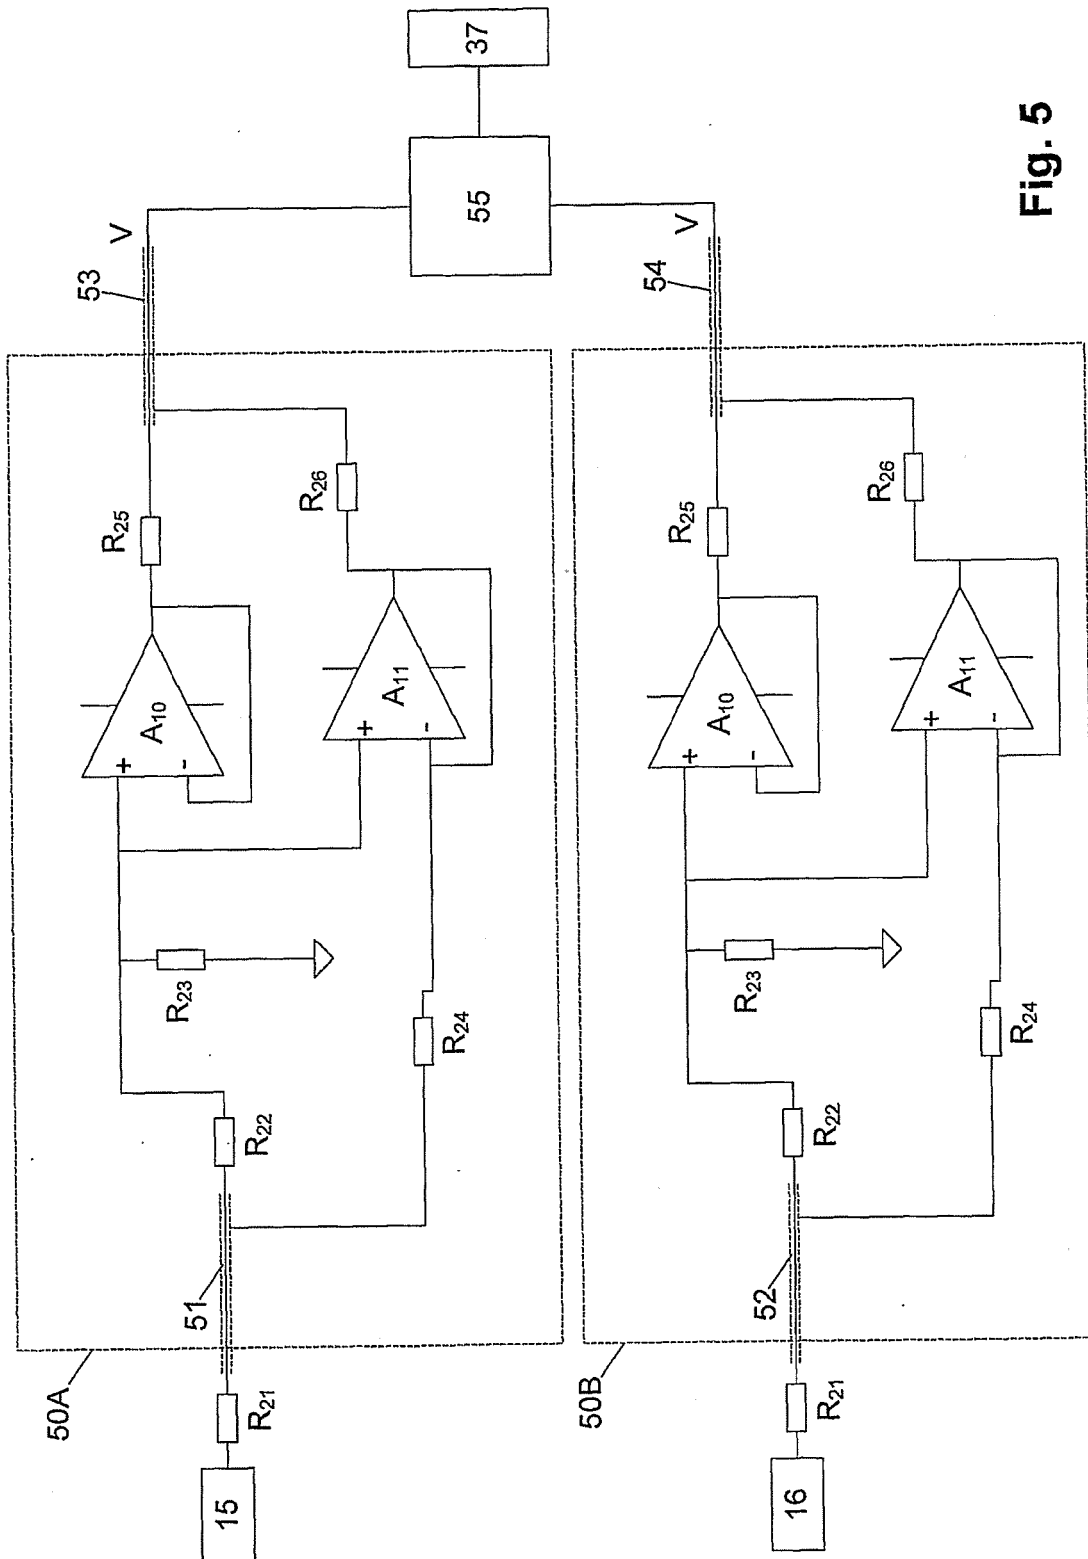 37
55
V
53
V
54
50A
R25
R26
A10
+
-
A11
+
-
R23
R24
R22
51
R21
15
50B
R25
R26
A10
+
-
A11
+
-
R23
R24
R22
52
R21
16
Fig. 5